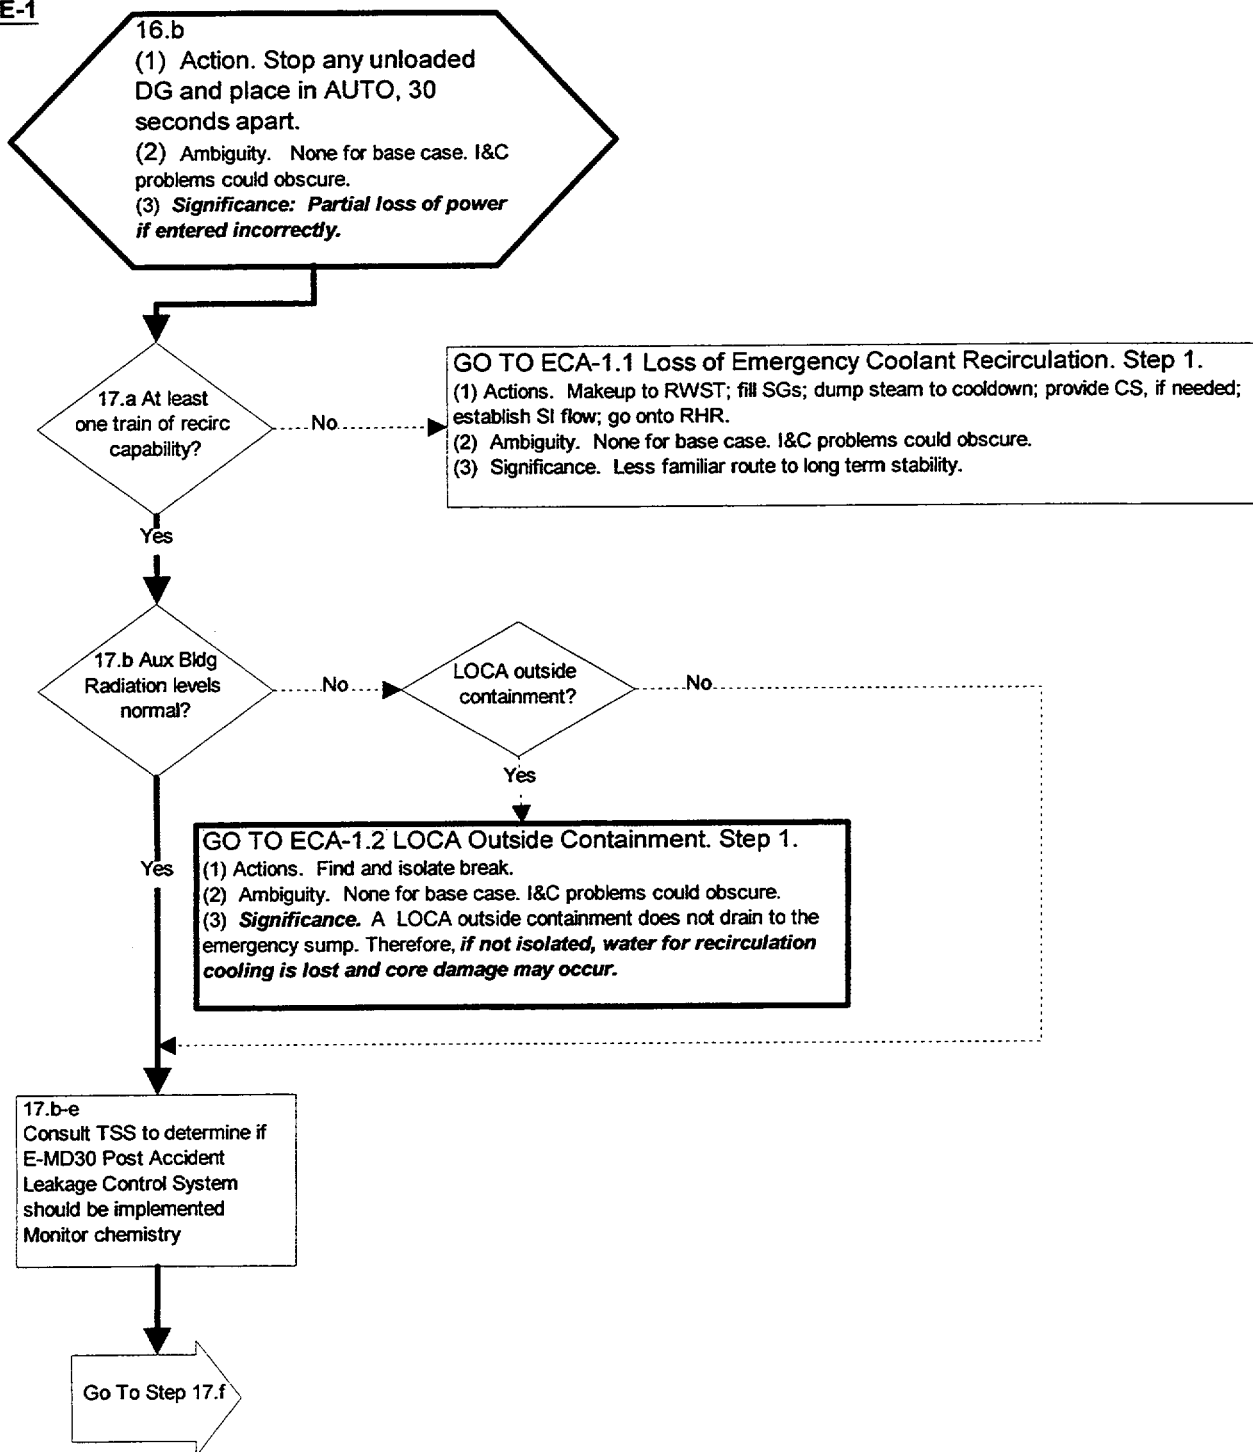 E-1
16.b
(1) Action. Stop any unloaded
DG and place in AUTO, 30
seconds apart.
(2) Ambiguity. None for base case. I&C
problems could obscure.
(3) Significance: Partial loss of power
if entered incorrectly.
17.a At least
one train of recirc
capability?
No
GO TO ECA-1.1 Loss of Emergency Coolant Recirculation. Step 1.
(1) Actions. Makeup to RWST; fill SGs; dump steam to cooldown; provide CS, if needed;
establish SI flow; go onto RHR.
(2) Ambiguity. None for base case. I&C problems could obscure.
(3) Significance. Less familiar route to long term stability.
Yes
17.b Aux Bldg
Radiation levels
normal?
No
LOCA outside
containment?
No
Yes
GO TO ECA-1.2 LOCA Outside Containment. Step 1.
(1) Actions. Find and isolate break.
(2) Ambiguity. None for base case. I&C problems could obscure.
(3) Significance. A LOCA outside containment does not drain to the
emergency sump. Therefore, if not isolated, water for recirculation
cooling is lost and core damage may occur.
Yes
17.b-e
Consult TSS to determine if
E-MD30 Post Accident
Leakage Control System
should be implemented
Monitor chemistry
Go To Step 17.f